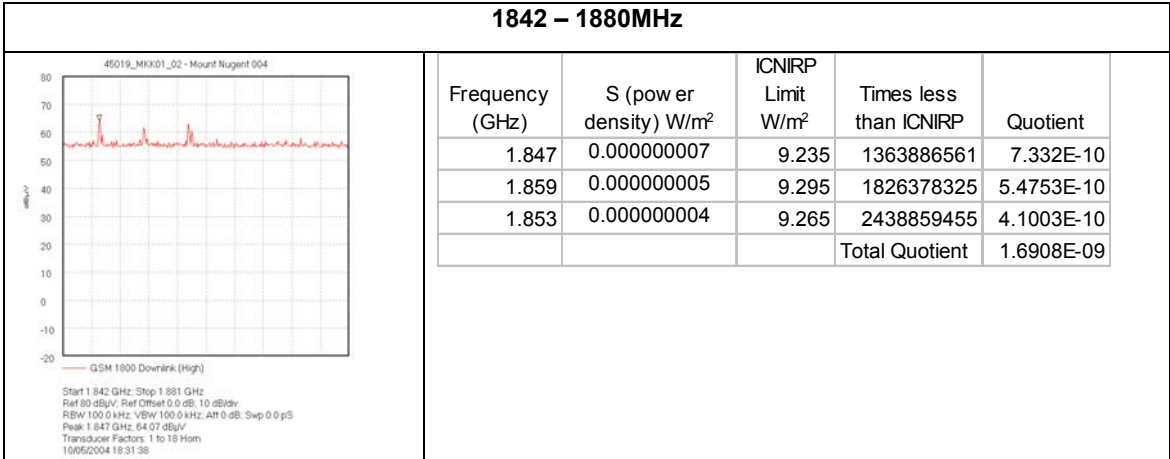 1842 – 1880MHz
45019_MKK01_02 - Mount Nugent 004
80
70
60
50
40
30
20
10
0
-10
-20
dBµV
GSM 1800 Downlink (High)
Start 1.842 GHz; Stop 1.881 GHz
Ref 80 dBµV; Ref Offset 0.0 dB; 10 dB/div
RBW 100.0 kHz; VBW 100.0 kHz; Att 0 dB; Swp 0.0 pS
Peak 1.847 GHz, 64.07 dBµV
Transducer Factors: 1 to 18 Horn
10/05/2004 18:31:38
Frequency (GHz) S (pow er density) W/m² ICNIRP Limit W/m² Times less than ICNIRP Quotient
1.847 0.000000007 9.235 1363886561 7.332E-10
1.859 0.000000005 9.295 1826378325 5.4753E-10
1.853 0.000000004 9.265 2438859455 4.1003E-10
Total Quotient 1.6908E-09